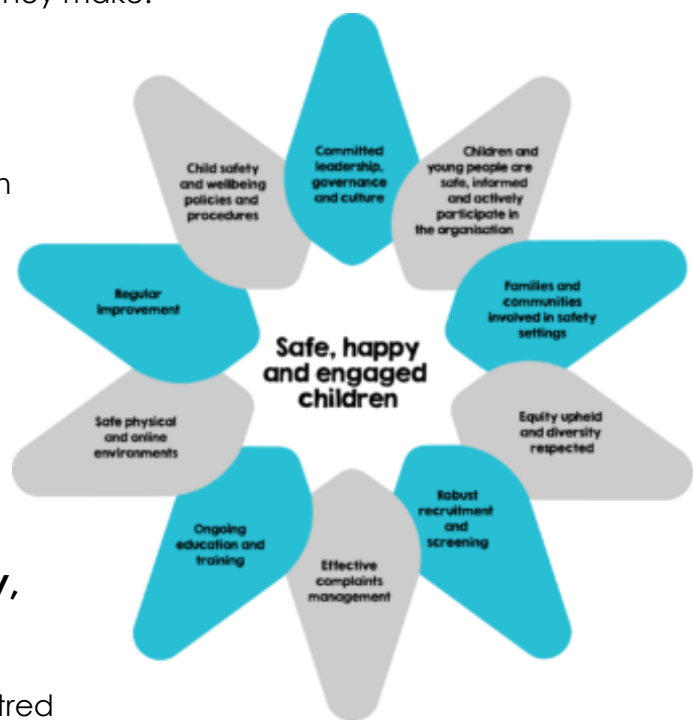 they make.
Committed
leadership,
governance
and culture
Children and
young people are
safe, informed
and actively
participate in
the organisation
Families and
communities
involved in safety
settings
Equity upheld
and diversity
respected
Robust
recruitment
and
screening
Effective
complaints
management
Ongoing
education and
training
Safe physical
and online
environments
Regular
improvement
Child safety
and wellbeing
policies and
procedures
Safe, happy
and engaged
children